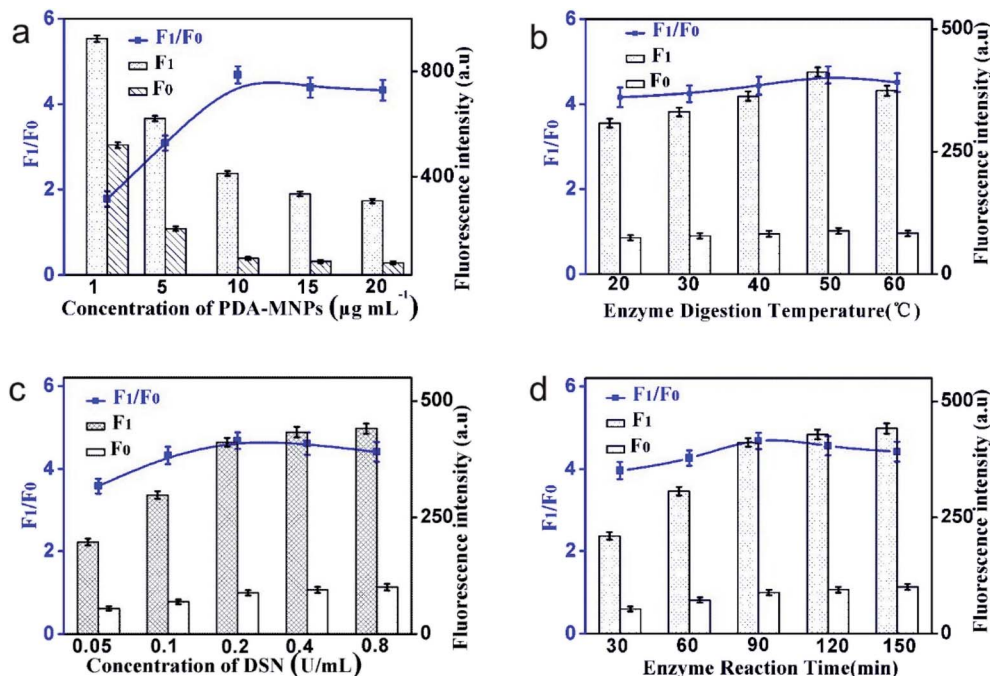 a
F1/F0
F1
F0
6
4
2
0
F1/F0
800
400
Fluorescence intensity (a.u)
1 5 10 15 20
Concentration of PDA-MNPs (µg mL⁻¹)
b
F1/F0
F1
F0
6
4
2
0
F1/F0
500
250
0
Fluorescence intensity (a.u)
20 30 40 50 60
Enzyme Digestion Temperature(℃)
c
F1/F0
F1
F0
6
4
2
0
F1/F0
500
250
0
Fluorescence intensity (a.u)
0.05 0.1 0.2 0.4 0.8
Concentration of DSN (U/mL)
d
F1/F0
F1
F0
6
4
2
0
F1/F0
500
250
0
Fluorescence intensity (a.u)
30 60 90 120 150
Enzyme Reaction Time(min)